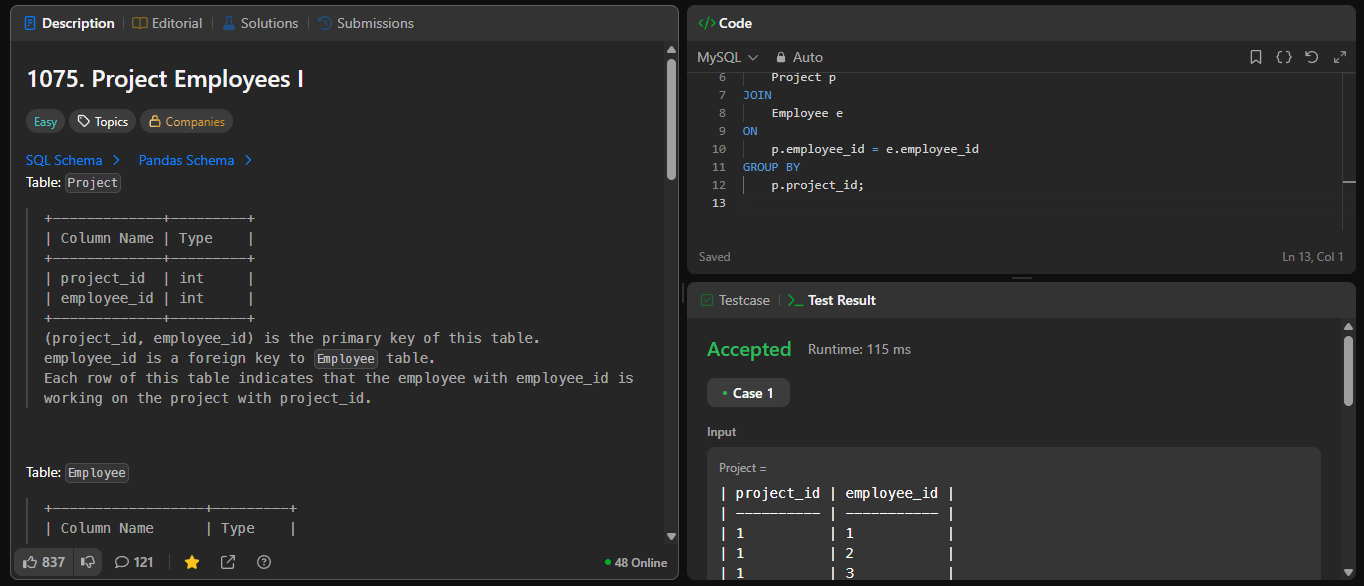 Description
Editorial
Solutions
Submissions
1075. Project Employees I
Easy
Topics
Companies
SQL Schema
Pandas Schema
Table: Project
+-------------+---------+
| Column Name | Type    |
+-------------+---------+
| project_id  | int     |
| employee_id | int     |
+-------------+---------+
(project_id, employee_id) is the primary key of this table.
employee_id is a foreign key to Employee table.
Each row of this table indicates that the employee with employee_id is
working on the project with project_id.
Table: Employee
+------------------+---------+
| Column Name      | Type    |
837
121
48 Online
</> Code
MySQL
Auto
6 Project p
7 JOIN
8 Employee e
9 ON
10 p.employee_id = e.employee_id
11 GROUP BY
12 p.project_id;
13
Saved
Ln 13, Col 1
Testcase
Test Result
Accepted
Runtime: 115 ms
Case 1
Input
Project =
| project_id | employee_id |
| ---------- | ----------- |
| 1          | 1           |
| 1          | 2           |
| 1          | 3           |